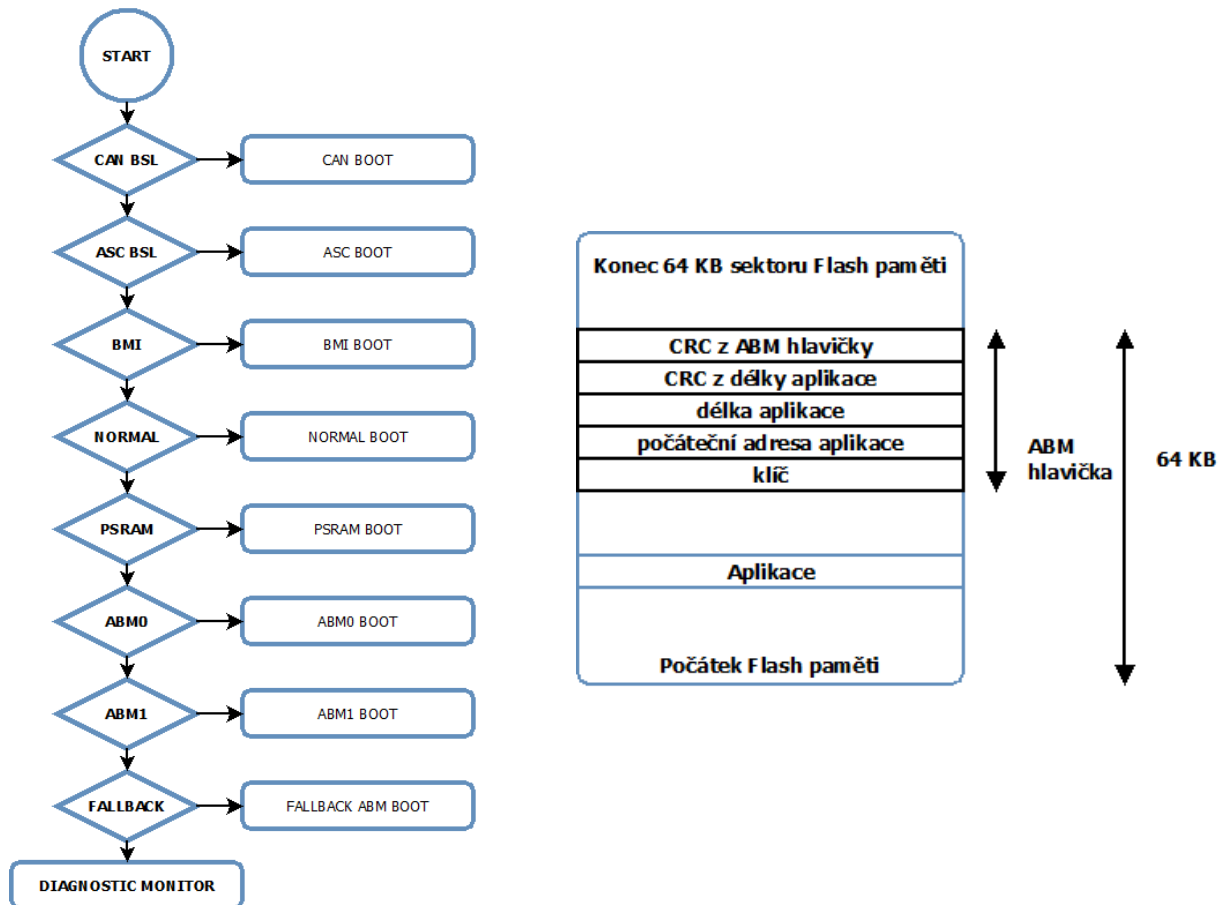 START
CAN BSL
CAN BOOT
ASC BSL
ASC BOOT
BMI
BMI BOOT
NORMAL
NORMAL BOOT
PSRAM
PSRAM BOOT
ABM0
ABM0 BOOT
ABM1
ABM1 BOOT
FALLBACK
FALLBACK ABM BOOT
DIAGNOSTIC MONITOR
Konec 64 KB sektoru Flash paměti
CRC z ABM hlavičky
CRC z délky aplikace
délka aplikace
počáteční adresa aplikace
klíč
Aplikace
Počátek Flash paměti
ABM
hlavička
64 KB